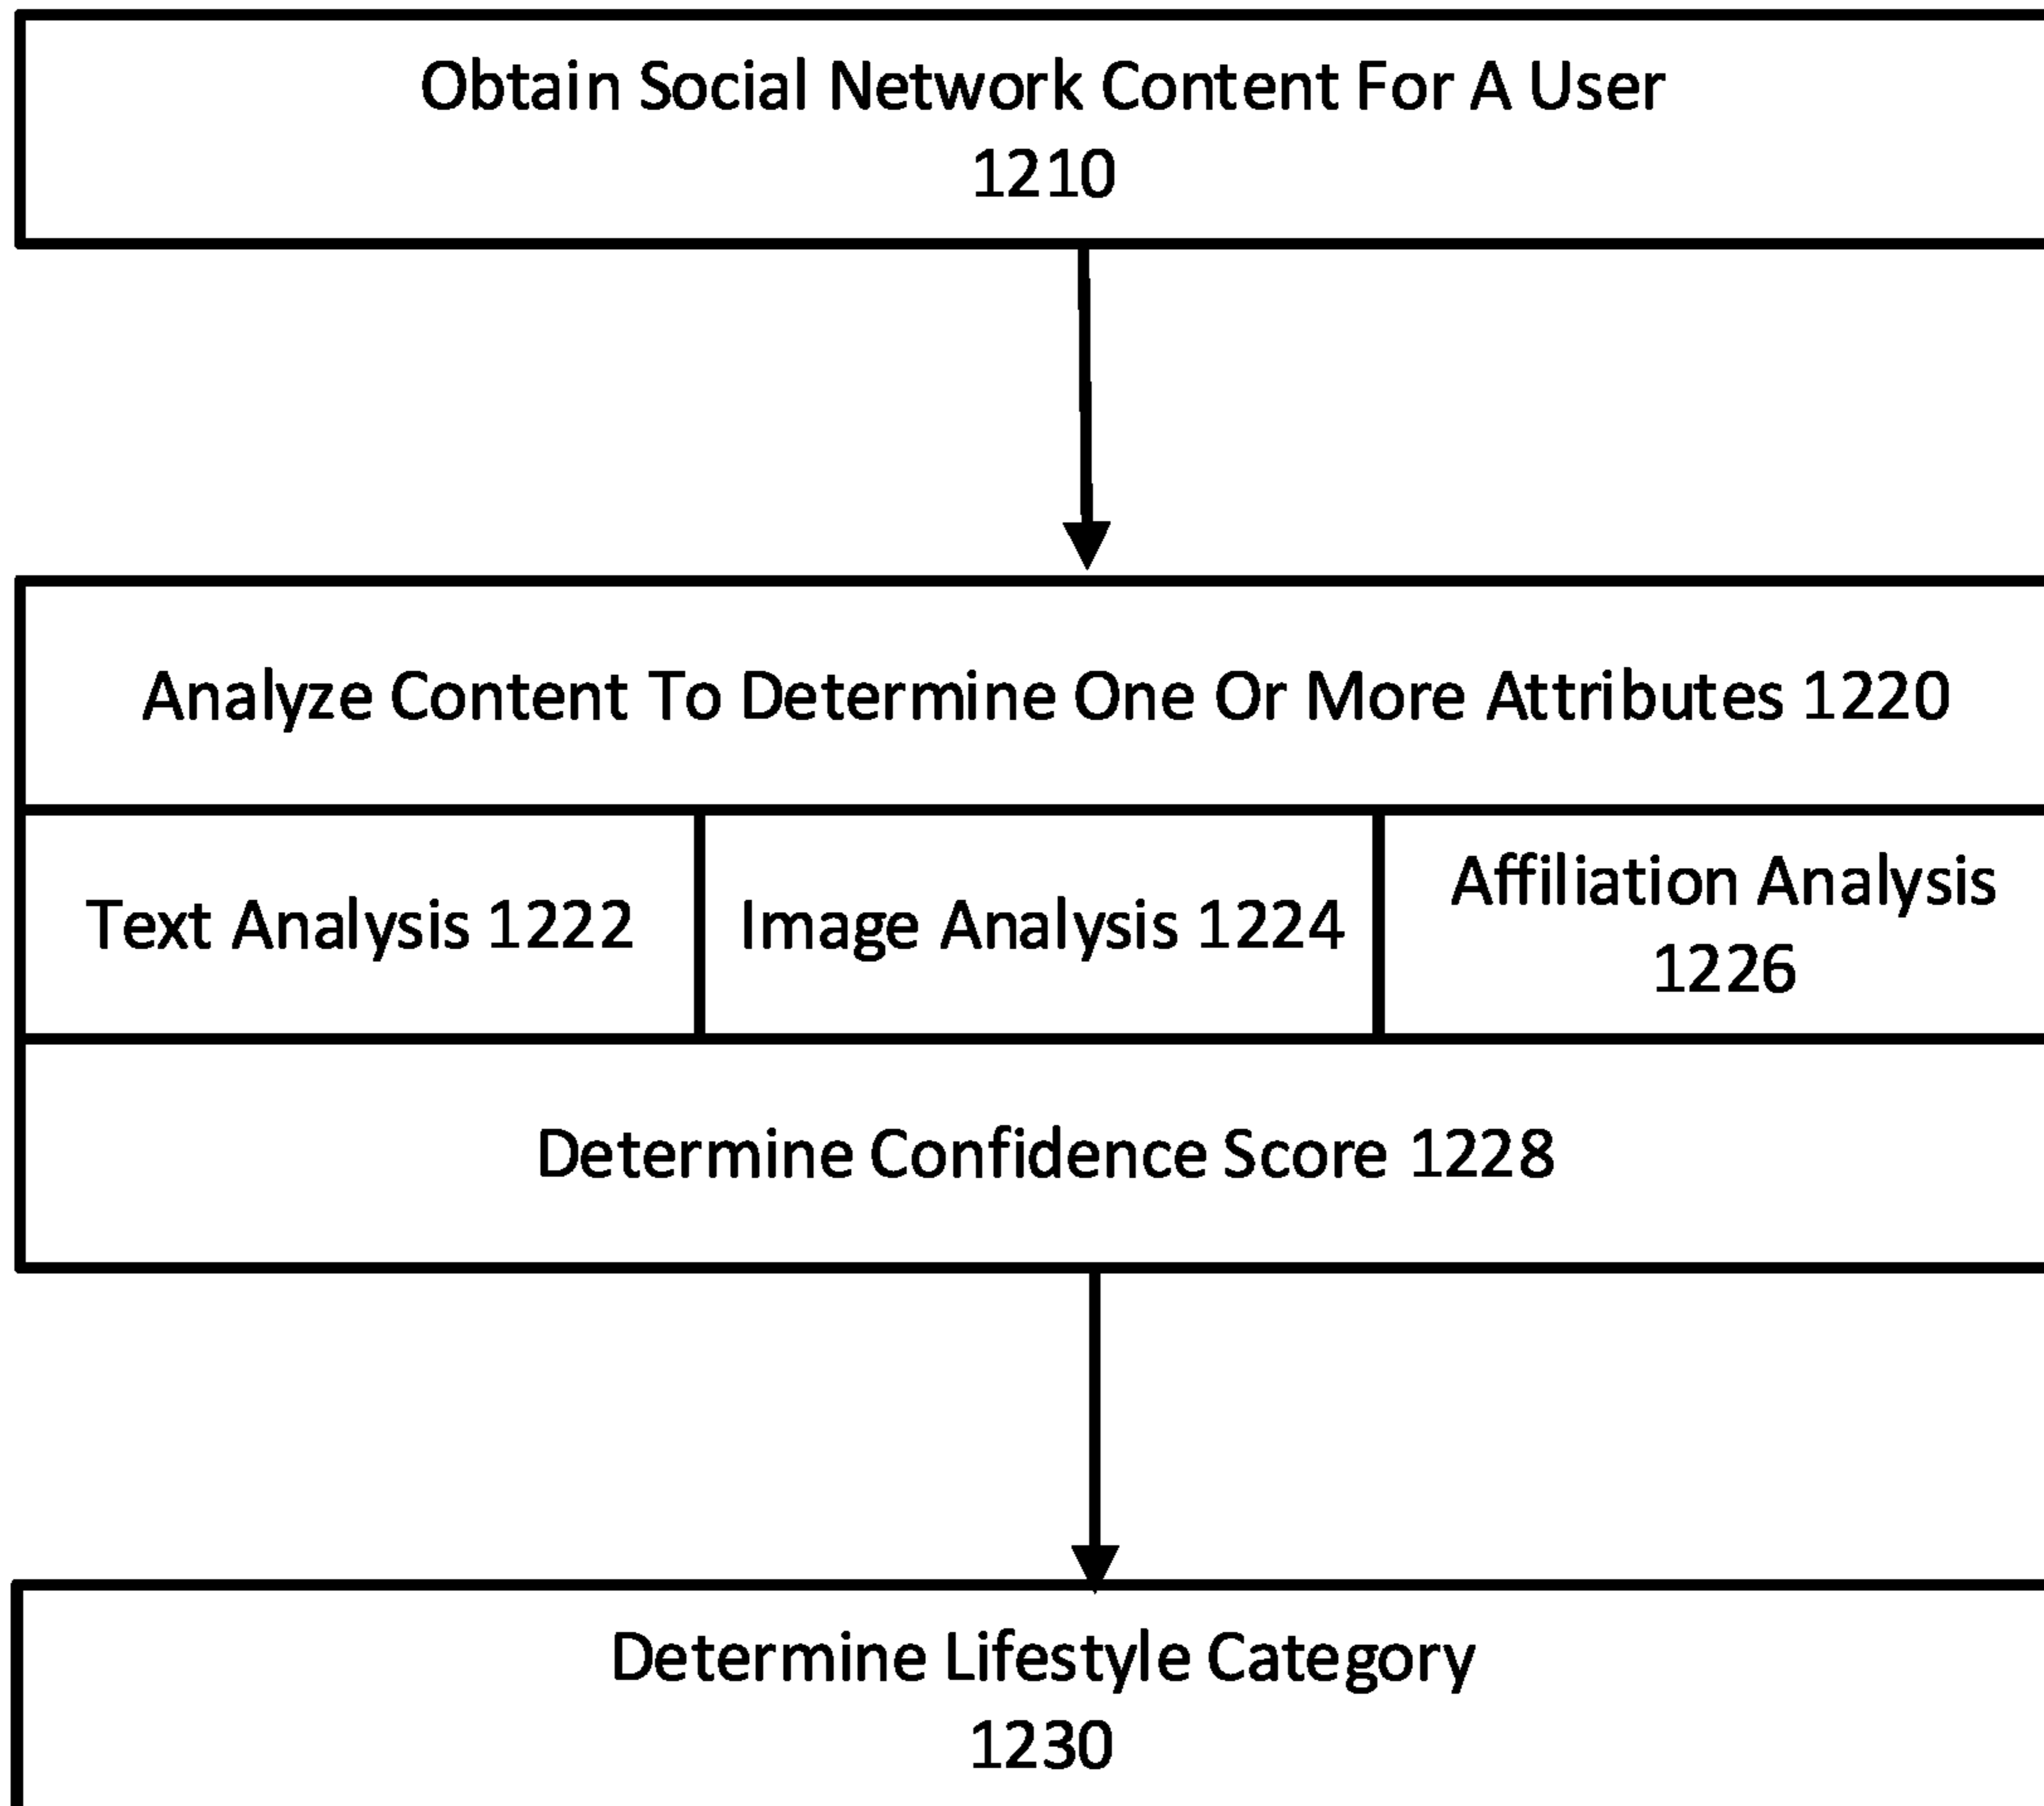 Obtain Social Network Content For A User
1210
Analyze Content To Determine One Or More Attributes 1220
Text Analysis 1222
Image Analysis 1224
Affiliation Analysis
1226
Determine Confidence Score 1228
Determine Lifestyle Category
1230